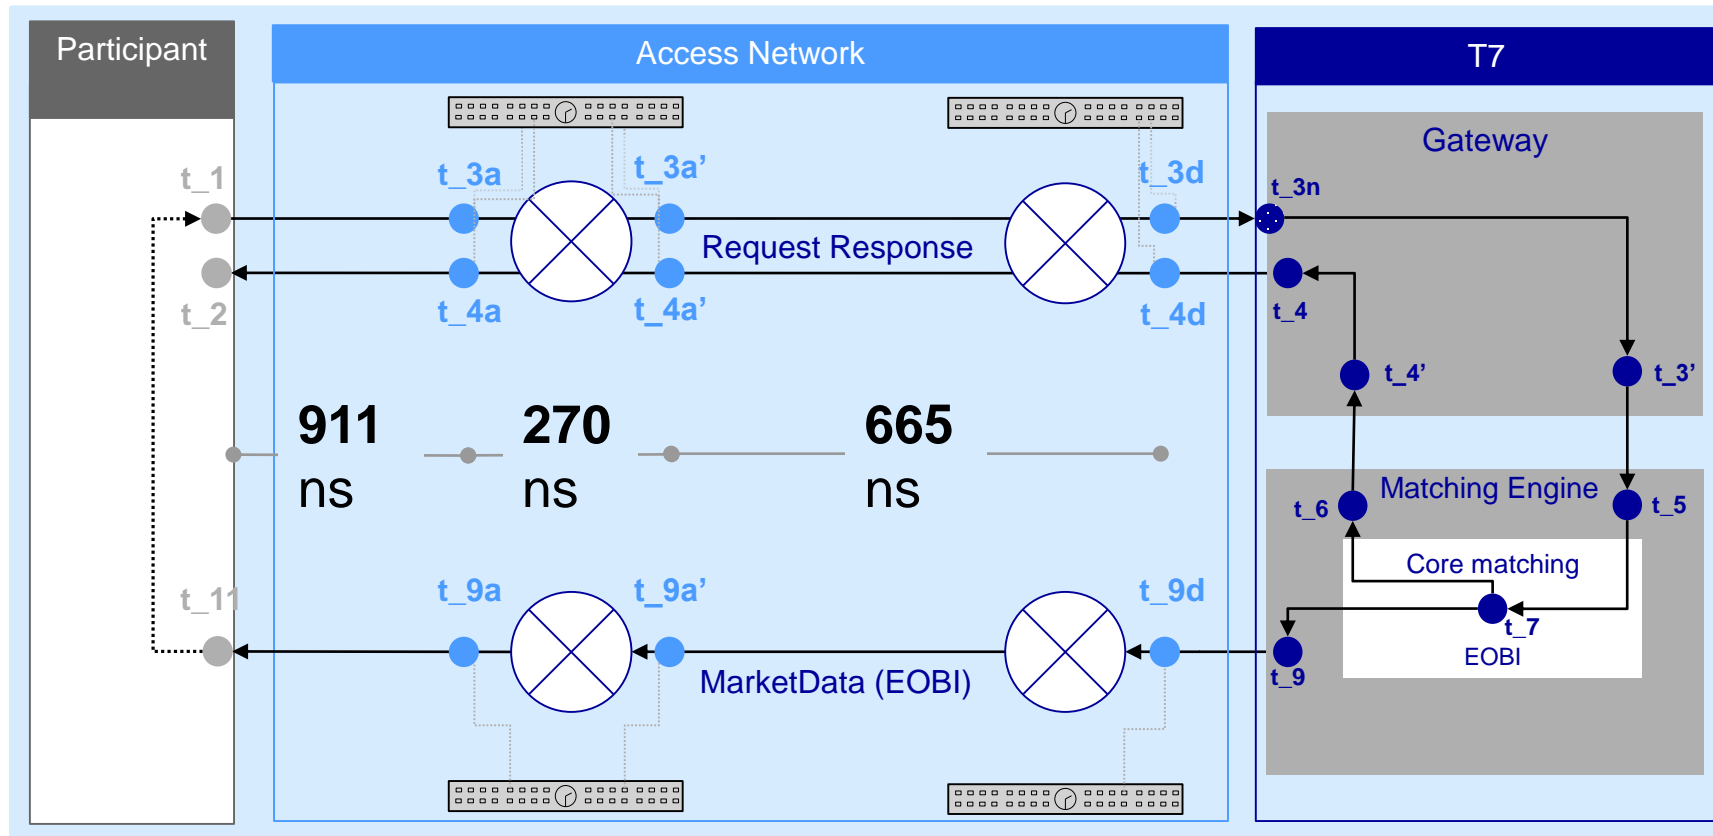 Participant
Access Network
T7
Gateway
t_1
t_3a
t_3a’
t_3d
t_3n
Request Response
t_2
t_4a
t_4a’
t_4d
t_4
t_4’
t_3’
911
ns
270
ns
665
ns
Matching Engine
t_6
t_5
Core matching
t_7
EOBI
t_11
t_9a
t_9a’
t_9d
t_9
MarketData (EOBI)